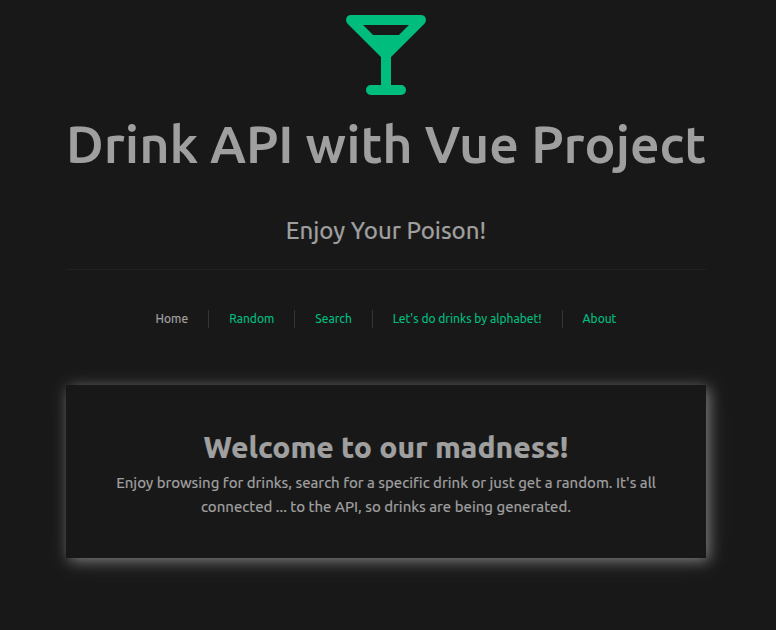 Drink API with Vue Project
Enjoy Your Poison!
Home Random Search Let's do drinks by alphabet! About
Welcome to our madness!
Enjoy browsing for drinks, search for a specific drink or just get a random. It's all
connected ... to the API, so drinks are being generated.